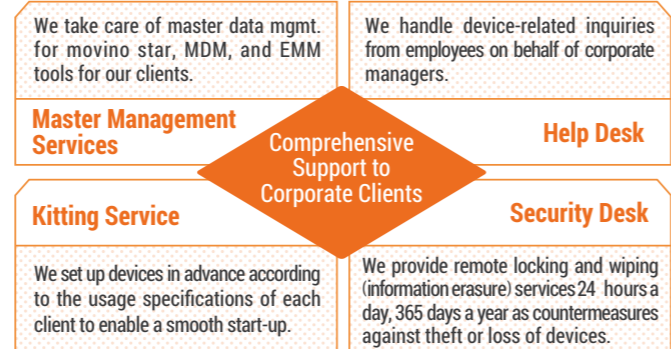 We take care of master data mgmt.
for movino star, MDM, and EMM
tools for our clients.
Master Management
Services
We handle device-related inquiries
from employees on behalf of corporate
managers.
Help Desk
Comprehensive
Support to
Corporate Clients
Kitting Service
We set up devices in advance according
to the usage specifications of each
client to enable a smooth start-up.
Security Desk
We provide remote locking and wiping
(information erasure) services 24 hours a
day, 365 days a year as countermeasures
against theft or loss of devices.